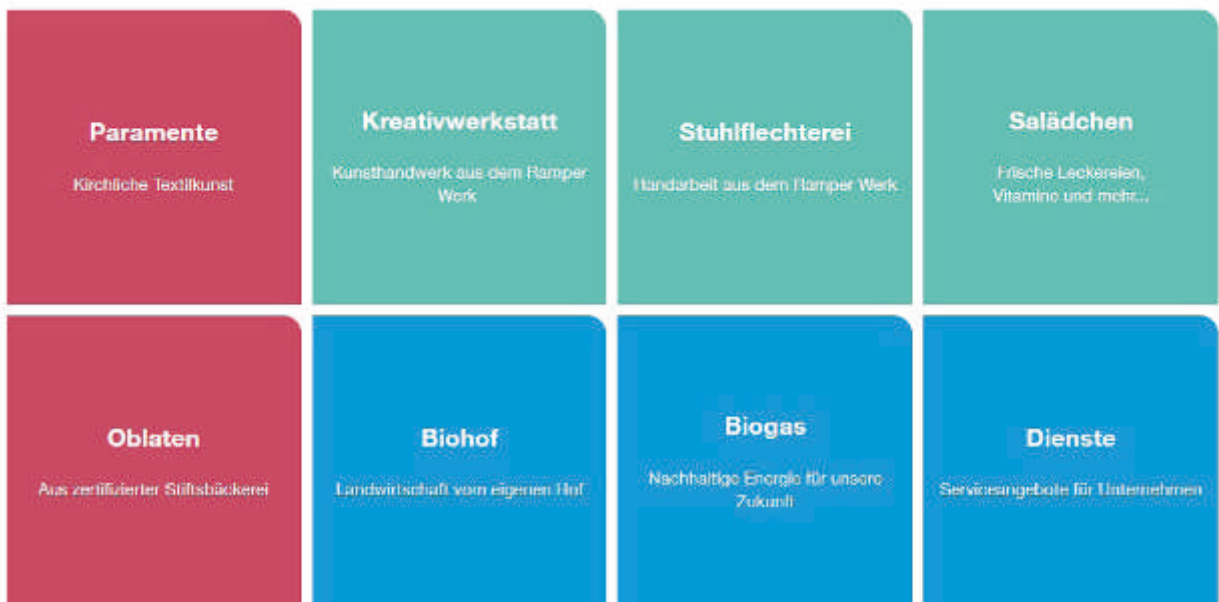 Paramente
Kirchliche Textilkunst
Kreativwerkstatt
Kunsthandwerk aus dem Ramper
Werk
Stuhlflechterei
Handarbeit aus dem Ramper Werk
Salädchen
Frische Leckereien,
Vitamine und mehr...
Oblaten
Aus zertifizierter Stiftsbäckerei
Biohof
Landwirtschaft vom eigenen Hof
Biogas
Nachhaltige Energie für unsere
Zukunft
Dienste
Serviceangebote für Unternehmen